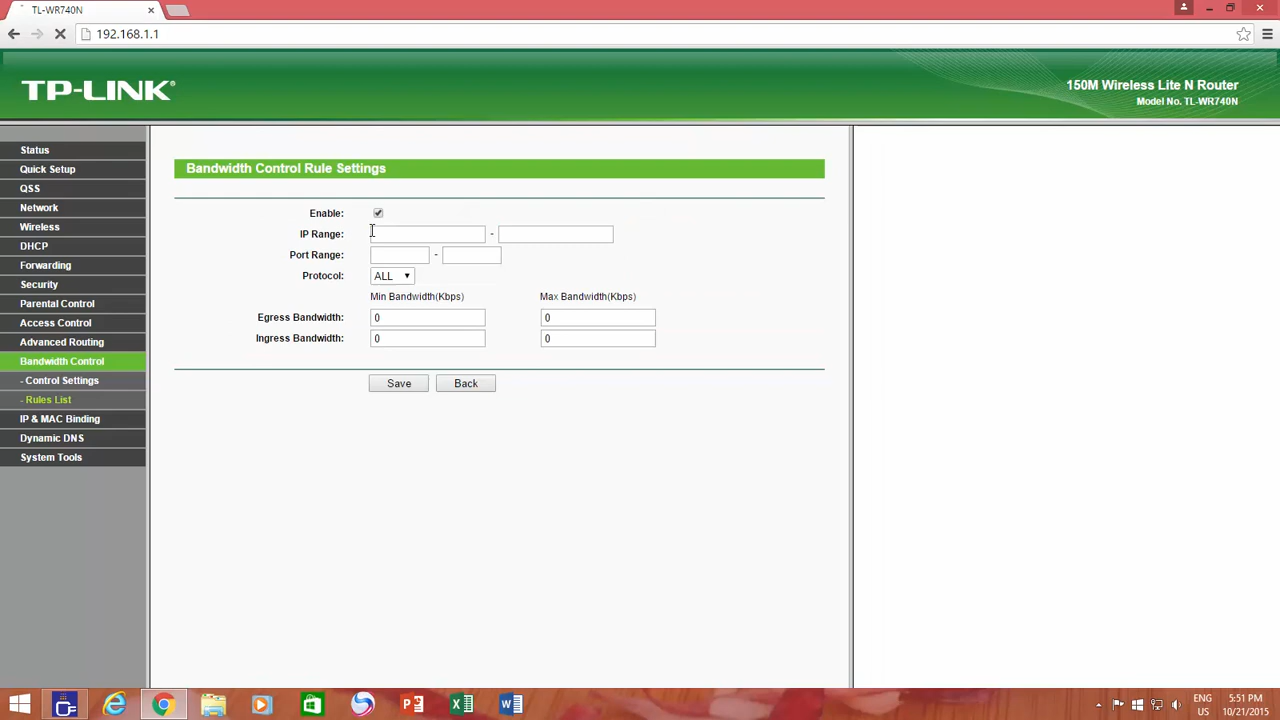 TL-WR740N
192.168.1.1
TP-LINK®
150M Wireless Lite N Router
Model No. TL-WR740N
Status
Quick Setup
QSS
Network
Wireless
DHCP
Forwarding
Security
Parental Control
Access Control
Advanced Routing
Bandwidth Control
- Control Settings
- Rules List
IP & MAC Binding
Dynamic DNS
System Tools
Bandwidth Control Rule Settings
Enable:
IP Range: -
Port Range: -
Protocol: ALL
Min Bandwidth(Kbps) Max Bandwidth(Kbps)
Egress Bandwidth: 0 0
Ingress Bandwidth: 0 0
Save Back
ENG 5:51 PM
US 10/21/2015